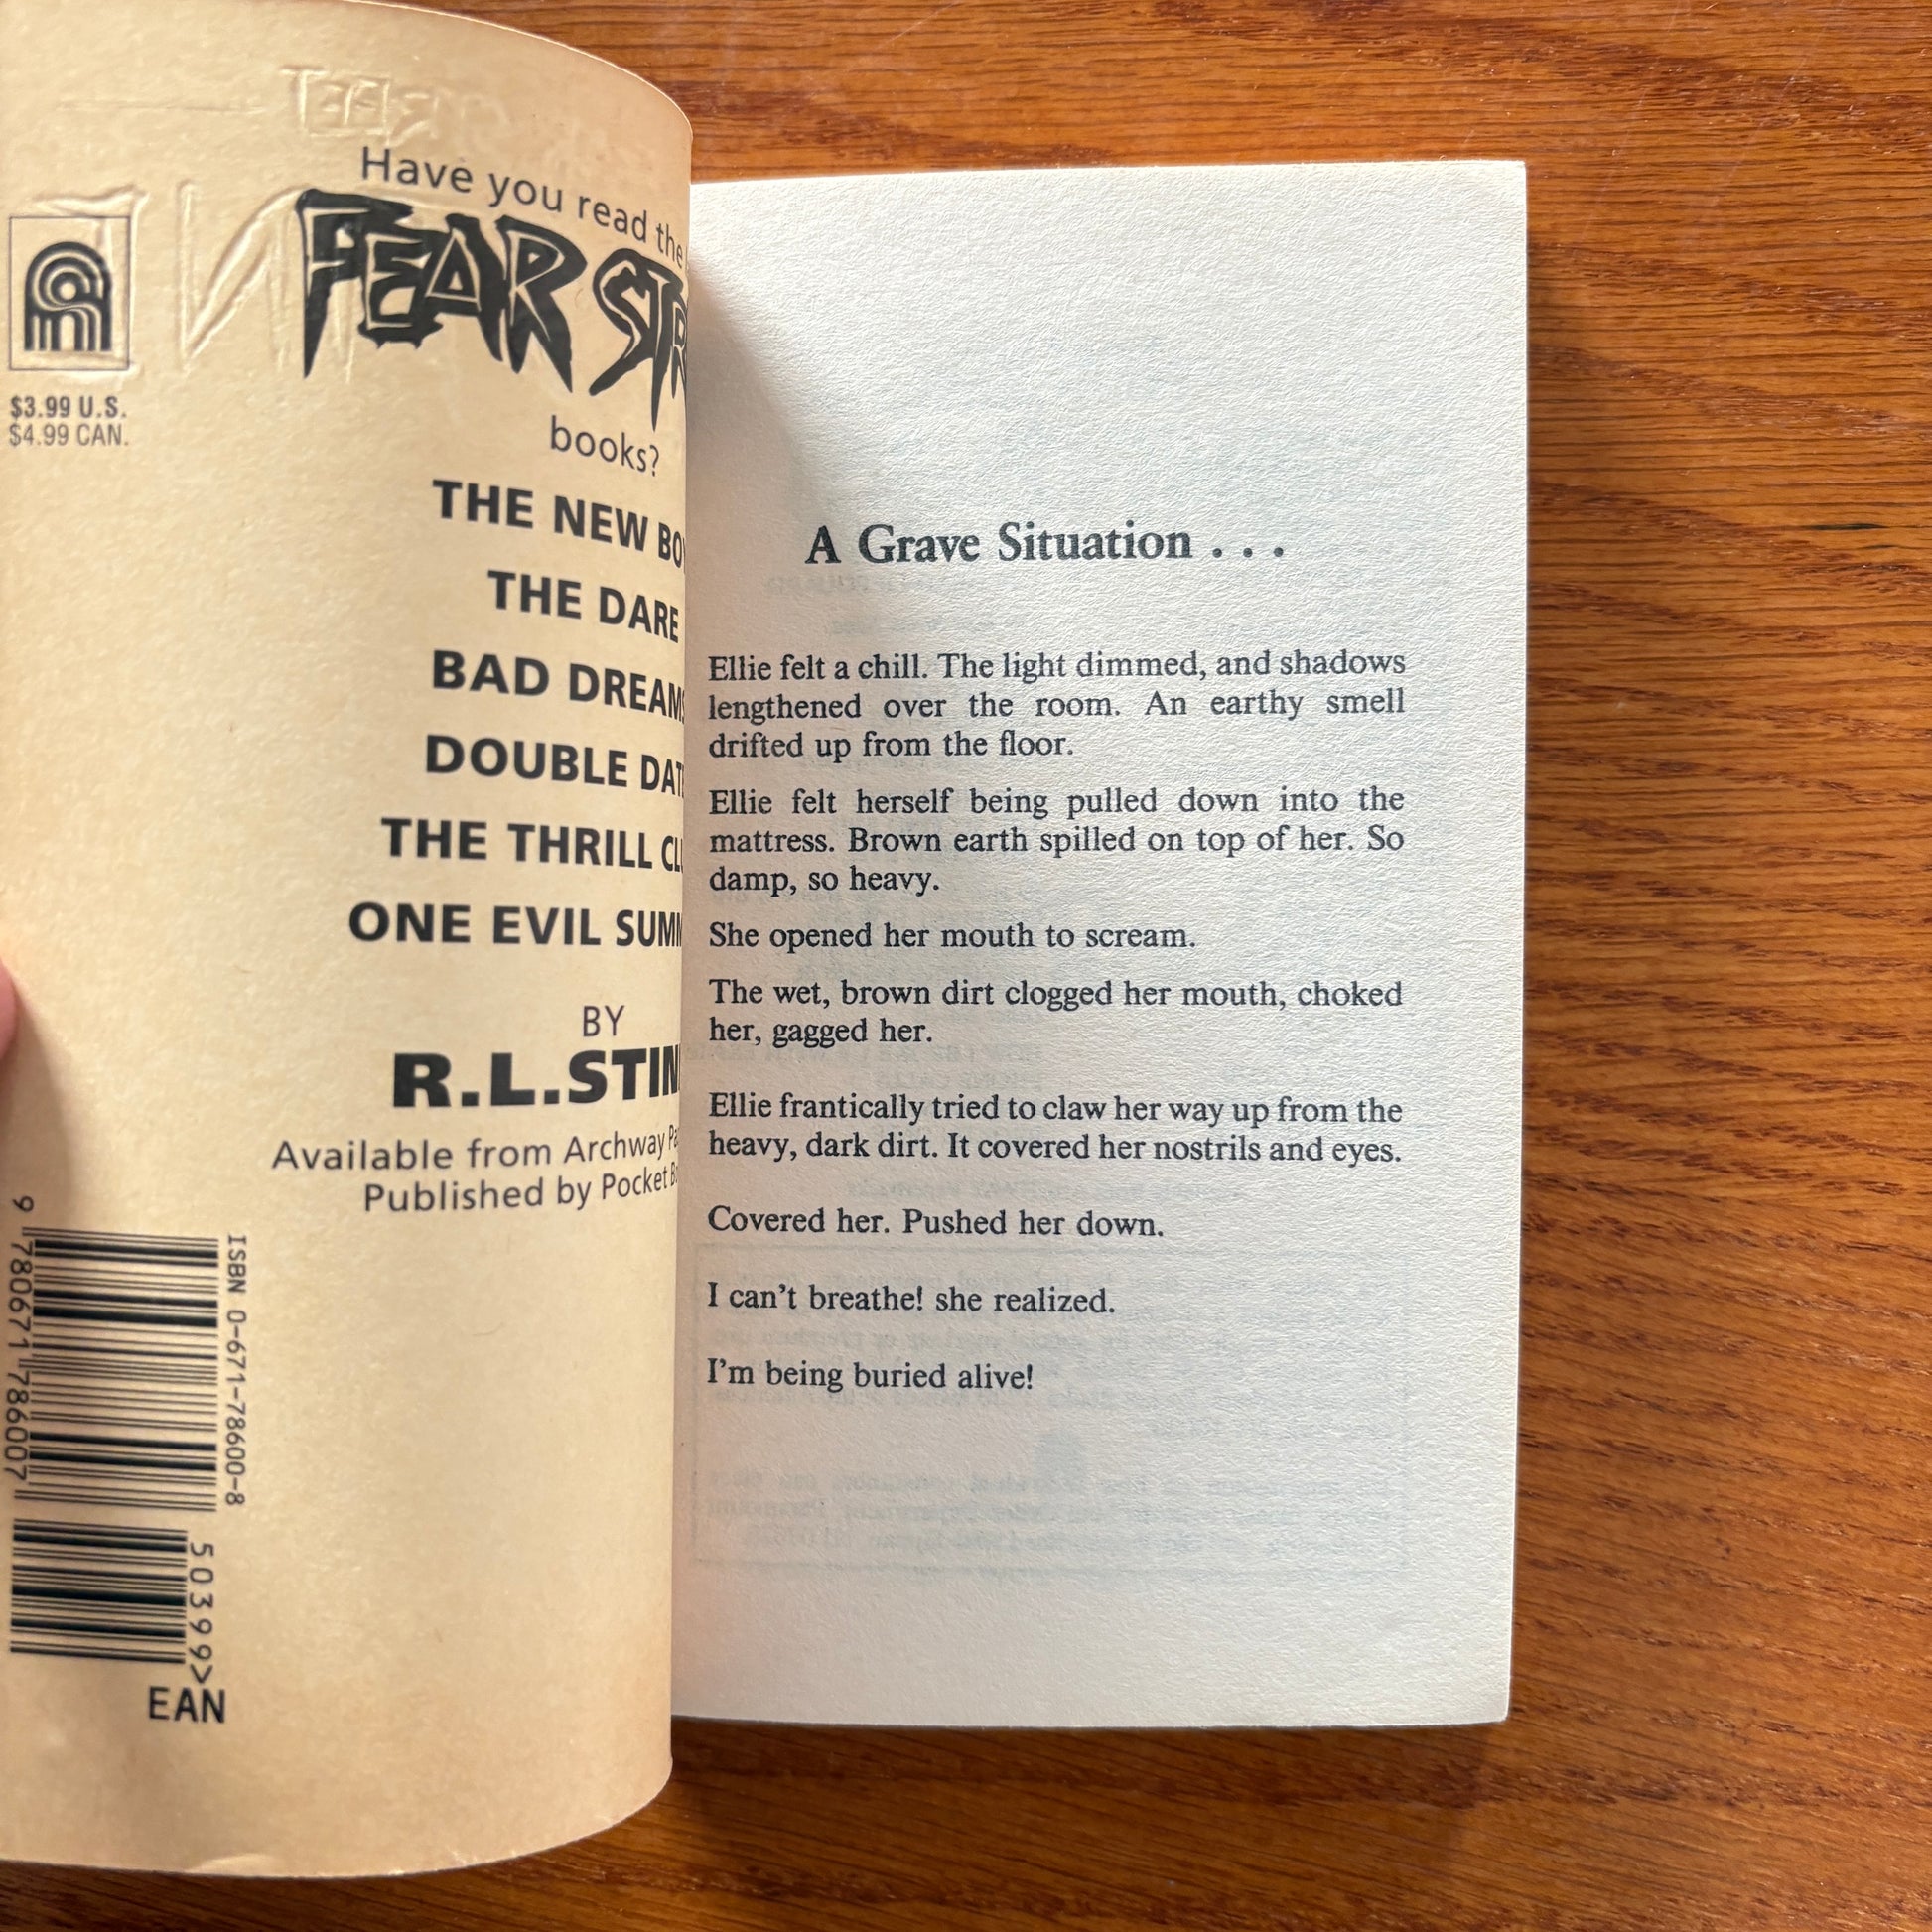 Have you read the
FEAR STR
books?
THE NEW BO
THE DARE
BAD DREAMS
DOUBLE DAT
THE THRILL CL
ONE EVIL SUMM
BY
R.L.STIN
Available from Archway Pa
Published by Pocket B
$3.99 U.S.
$4.99 CAN.
ISBN 0-671-78600-8
9 780671 786007
50399>
EAN
A Grave Situation . . .
Ellie felt a chill. The light dimmed, and shadows
lengthened over the room. An earthy smell
drifted up from the floor.
Ellie felt herself being pulled down into the
mattress. Brown earth spilled on top of her. So
damp, so heavy.
She opened her mouth to scream.
The wet, brown dirt clogged her mouth, choked
her, gagged her.
Ellie frantically tried to claw her way up from the
heavy, dark dirt. It covered her nostrils and eyes.
Covered her. Pushed her down.
I can't breathe! she realized.
I'm being buried alive!